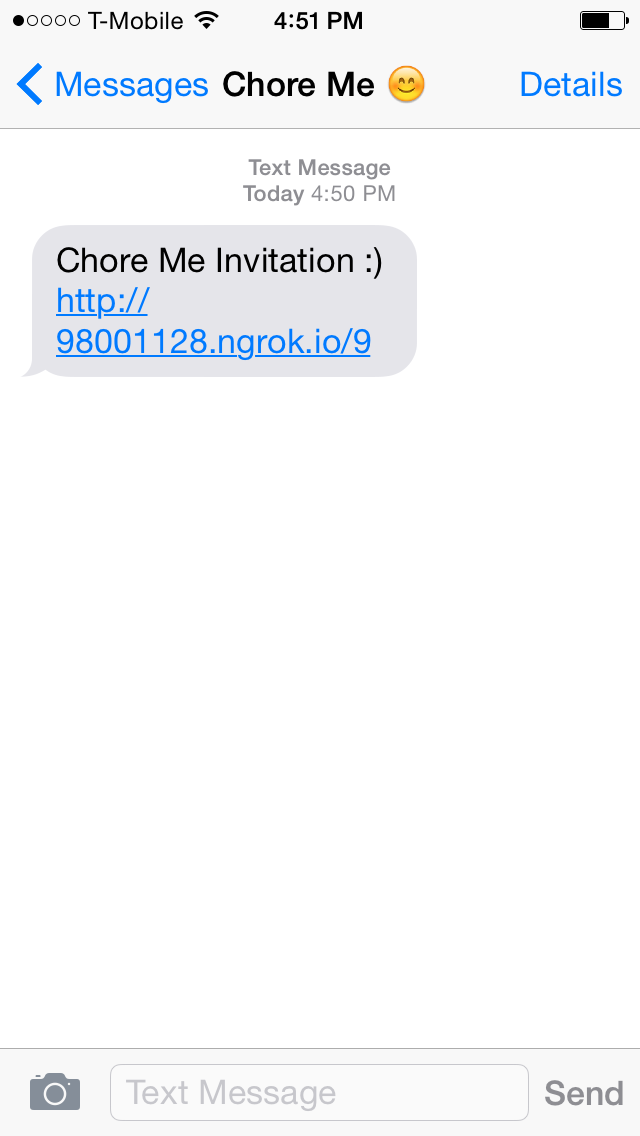 T-Mobile 4:51 PM
Messages Chore Me 😊 Details
Text Message
Today 4:50 PM
Chore Me Invitation :)
http://
98001128.ngrok.io/9
Text Message Send